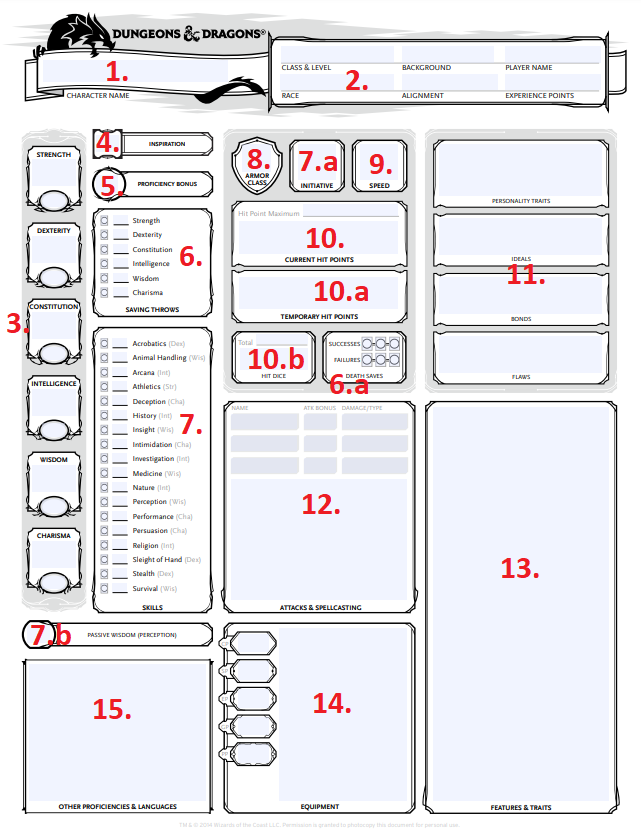 DUNGEONS & DRAGONS®
1.
CHARACTER NAME
CLASS & LEVEL BACKGROUND PLAYER NAME
2.
RACE ALIGNMENT EXPERIENCE POINTS
3.
STRENGTH
DEXTERITY
CONSTITUTION
INTELLIGENCE
WISDOM
CHARISMA
4.
INSPIRATION
5.
PROFICIENCY BONUS
Strength
Dexterity
Constitution
Intelligence
Wisdom
Charisma
6.
SAVING THROWS
Acrobatics (Dex)
Animal Handling (Wis)
Arcana (Int)
Athletics (Str)
Deception (Cha)
History (Int)
Insight (Wis)
Intimidation (Cha)
Investigation (Int)
Medicine (Wis)
Nature (Int)
Perception (Wis)
Performance (Cha)
Persuasion (Cha)
Religion (Int)
Sleight of Hand (Dex)
Stealth (Dex)
Survival (Wis)
7.
SKILLS
7.b
PASSIVE WISDOM (PERCEPTION)
15.
OTHER PROFICIENCIES & LANGUAGES
8.
ARMOR
CLASS
7.a
INITIATIVE
9.
SPEED
Hit Point Maximum
10.
CURRENT HIT POINTS
10.a
TEMPORARY HIT POINTS
Total
10.b
HIT DICE
SUCCESSES
FAILURES
DEATH SAVES
6.a
NAME ATK BONUS DAMAGE/TYPE
12.
ATTACKS & SPELLCASTING
14.
EQUIPMENT
PERSONALITY TRAITS
IDEALS
11.
BONDS
FLAWS
13.
FEATURES & TRAITS
TM & © 2014 Wizards of the Coast LLC. Permission is granted to photocopy this document for personal use.